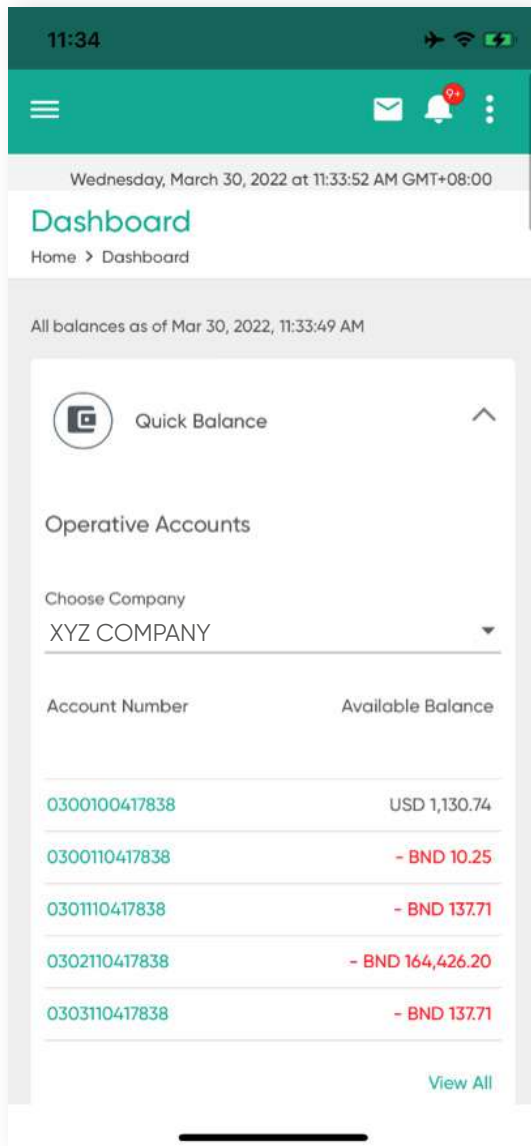 11:34
9+
Wednesday, March 30, 2022 at 11:33:52 AM GMT+08:00
Dashboard
Home > Dashboard
All balances as of Mar 30, 2022, 11:33:49 AM
Quick Balance
Operative Accounts
Choose Company
XYZ COMPANY
Account Number Available Balance
0300100417838 USD 1,130.74
0300110417838 - BND 10.25
0301110417838 - BND 137.71
0302110417838 - BND 164,426.20
0303110417838 - BND 137.71
View All